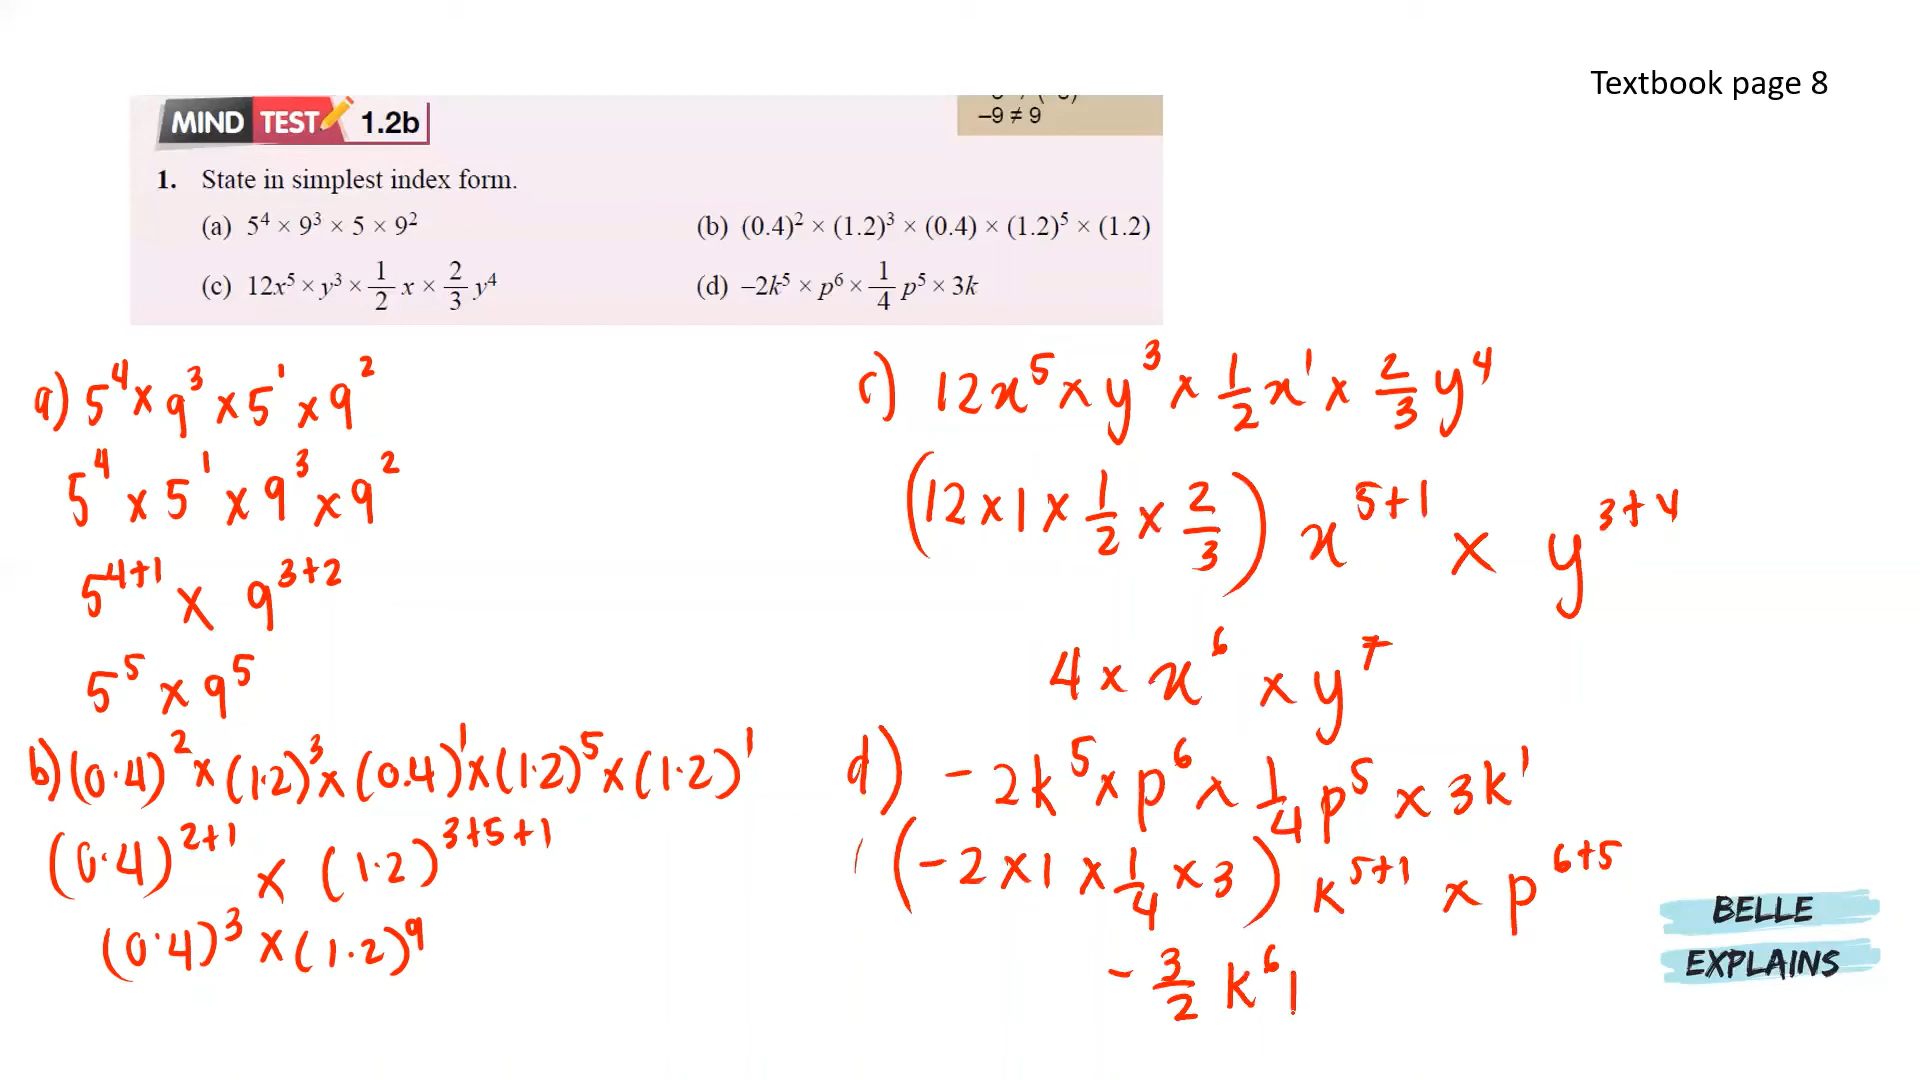 Textbook page 8
MIND TEST 1.2b
–9 ≠ 9
1. State in simplest index form.
(a) 5⁴ × 9³ × 5 × 9²
(b) (0.4)² × (1.2)³ × (0.4) × (1.2)⁵ × (1.2)
(c) 12x⁵ × y³ × 1/2 x × 2/3 y⁴
(d) –2k⁵ × p⁶ × 1/4 p⁵ × 3k
a) 5⁴ × 9³ × 5¹ × 9²
5⁴ × 5¹ × 9³ × 9²
5⁴⁺¹ × 9³⁺²
5⁵ × 9⁵
b) (0.4)² × (1.2)³ × (0.4)¹ × (1.2)⁵ × (1.2)¹
(0.4)²⁺¹ × (1.2)³⁺⁵⁺¹
(0.4)³ × (1.2)⁹
c) 12x⁵ × y³ × 1/2 x¹ × 2/3 y⁴
(12 × 1 × 1/2 × 2/3) x⁵⁺¹ × y³⁺⁴
4 × x⁶ × y⁷
d) -2k⁵ × p⁶ × 1/4 p⁵ × 3k¹
(-2 × 1 × 1/4 × 3) k⁵⁺¹ × p⁶⁺⁵
- 3/2 k⁶
BELLE
EXPLAINS